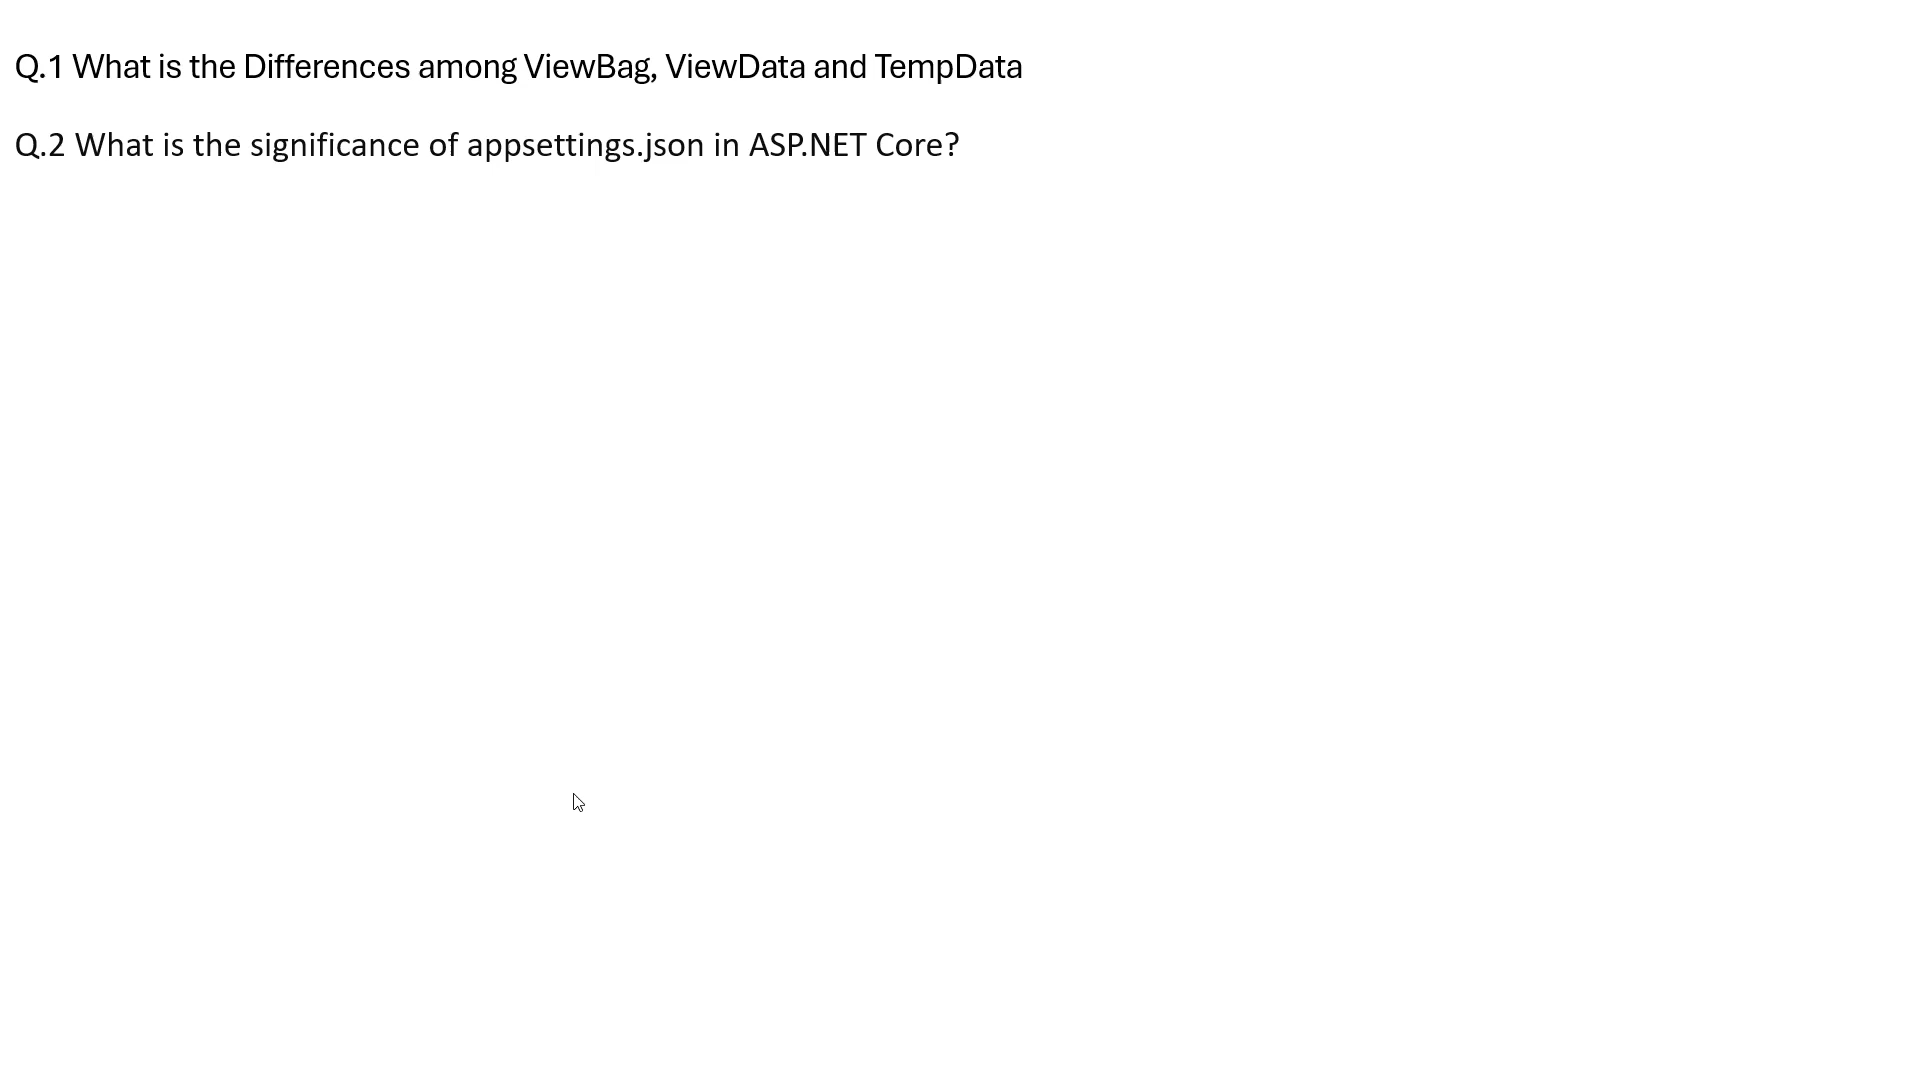 Q.1 What is the Differences among ViewBag, ViewData and TempData
Q.2 What is the significance of appsettings.json in ASP.NET Core?